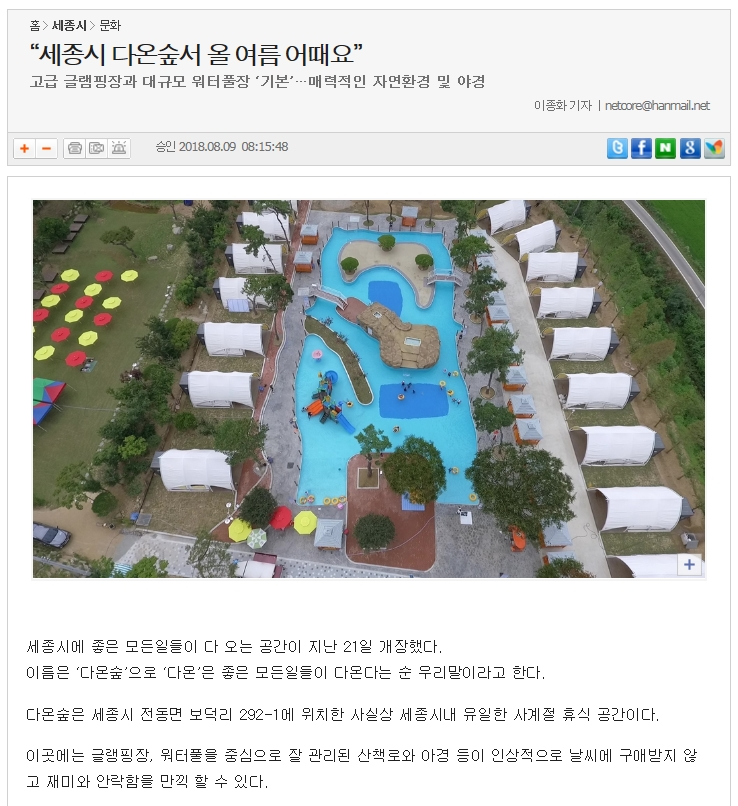 홈 > 세종시 > 문화
“세종시 다온숲서 올 여름 어때요”
고급 글램핑장과 대규모 워터풀장 ‘기본’…매력적인 자연환경 및 야경
이종화 기자 | netcore@hanmail.net
승인 2018.08.09 08:15:48
세종시에 좋은 모든일들이 다 오는 공간이 지난 21일 개장했다.
이름은 ‘다온숲’으로 ‘다온’은 좋은 모든일들이 다온다는 순 우리말이라고 한다.
다온숲은 세종시 전동면 보덕리 292-1에 위치한 사실상 세종시내 유일한 사계절 휴식 공간이다.
이곳에는 글램핑장, 워터풀을 중심으로 잘 관리된 산책로와 야경 등이 인상적으로 날씨에 구애받지 않
고 재미와 안락함을 만끽 할 수 있다.